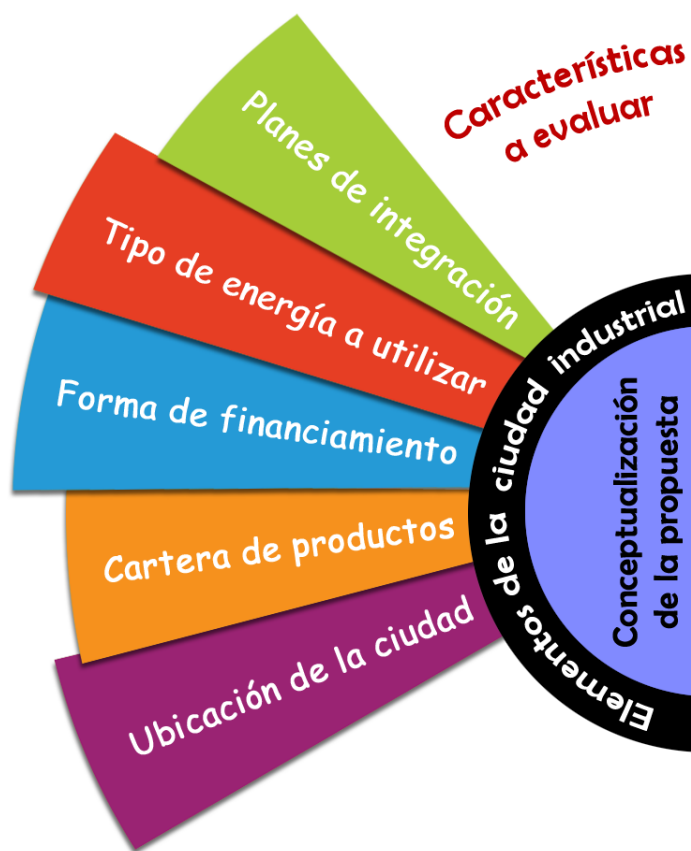 Características
a evaluar
Planes de integración
Tipo de energía a utilizar
Forma de financiamiento
Cartera de productos
Ubicación de la ciudad
Elementos de la ciudad industrial
Conceptualización
de la propuesta